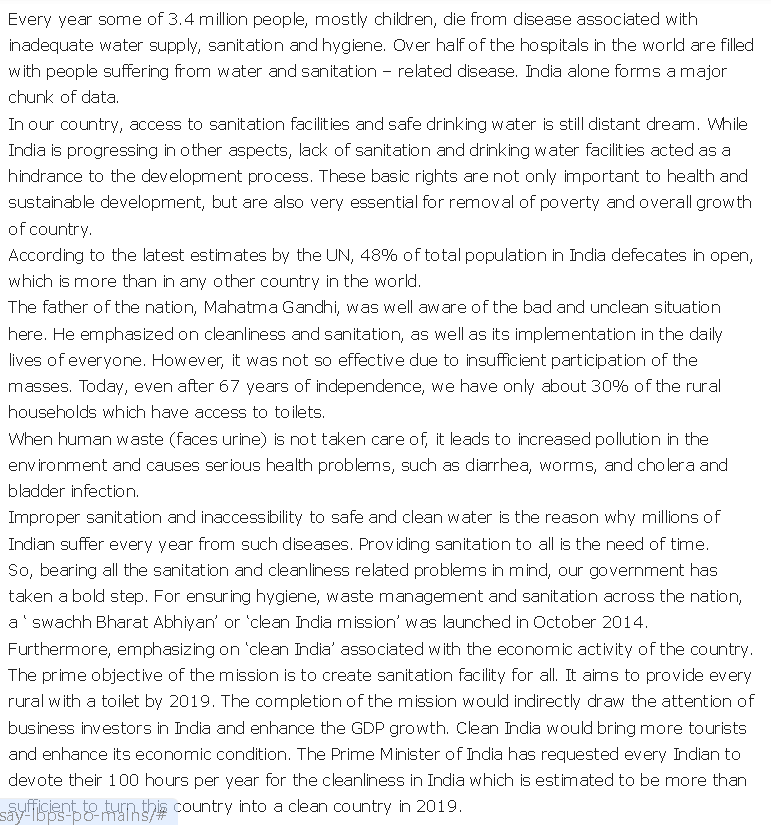 Every year some of 3.4 million people, mostly children, die from disease associated with
inadequate water supply, sanitation and hygiene. Over half of the hospitals in the world are filled
with people suffering from water and sanitation – related disease. India alone forms a major
chunk of data.
In our country, access to sanitation facilities and safe drinking water is still distant dream. While
India is progressing in other aspects, lack of sanitation and drinking water facilities acted as a
hindrance to the development process. These basic rights are not only important to health and
sustainable development, but are also very essential for removal of poverty and overall growth
of country.
According to the latest estimates by the UN, 48% of total population in India defecates in open,
which is more than in any other country in the world.
The father of the nation, Mahatma Gandhi, was well aware of the bad and unclean situation
here. He emphasized on cleanliness and sanitation, as well as its implementation in the daily
lives of everyone. However, it was not so effective due to insufficient participation of the
masses. Today, even after 67 years of independence, we have only about 30% of the rural
households which have access to toilets.
When human waste (faces urine) is not taken care of, it leads to increased pollution in the
environment and causes serious health problems, such as diarrhea, worms, and cholera and
bladder infection.
Improper sanitation and inaccessibility to safe and clean water is the reason why millions of
Indian suffer every year from such diseases. Providing sanitation to all is the need of time.
So, bearing all the sanitation and cleanliness related problems in mind, our government has
taken a bold step. For ensuring hygiene, waste management and sanitation across the nation,
a ‘ swachh Bharat Abhiyan’ or ‘clean India mission’ was launched in October 2014.
Furthermore, emphasizing on ‘clean India’ associated with the economic activity of the country.
The prime objective of the mission is to create sanitation facility for all. It aims to provide every
rural with a toilet by 2019. The completion of the mission would indirectly draw the attention of
business investors in India and enhance the GDP growth. Clean India would bring more tourists
and enhance its economic condition. The Prime Minister of India has requested every Indian to
devote their 100 hours per year for the cleanliness in India which is estimated to be more than
sufficient to turn this country into a clean country in 2019.
say-ibps-po-mains/#